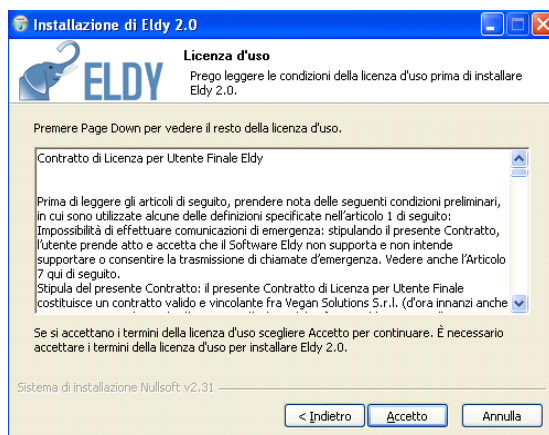 Installazione di Eldy 2.0
ELDY
Licenza d'uso
Prego leggere le condizioni della licenza d'uso prima di installare
Eldy 2.0.
Premere Page Down per vedere il resto della licenza d'uso.
Contratto di Licenza per Utente Finale Eldy
Prima di leggere gli articoli di seguito, prendere nota delle seguenti condizioni preliminari,
in cui sono utilizzate alcune delle definizioni specificate nell'articolo 1 di seguito:
Impossibilità di effettuare comunicazioni di emergenza: stipulando il presente Contratto,
l'utente prende atto e accetta che il Software Eldy non supporta e non intende
supportare o consentire la trasmissione di chiamate d'emergenza. Vedere anche l'Articolo
7 qui di seguito.
Stipula del presente Contratto: il presente Contratto di Licenza per Utente Finale
costituisce un contratto valido e vincolante fra Vegan Solutions S.r.l. (d'ora innanzi anche
Se si accettano i termini della licenza d'uso scegliere Accetto per continuare. È necessario
accettare i termini della licenza d'uso per installare Eldy 2.0.
Sistema di installazione Nullsoft v2.31
< Indietro
Accetto
Annulla